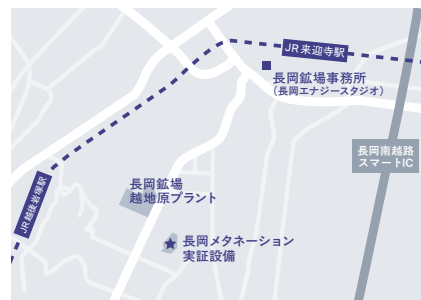 JR来迎寺駅
長岡鉱場事務所
（長岡エナジースタジオ）
長岡南越路
スマートIC
JR越後岩塚駅
長岡鉱場
越地原プラント
長岡メタネーション
実証設備